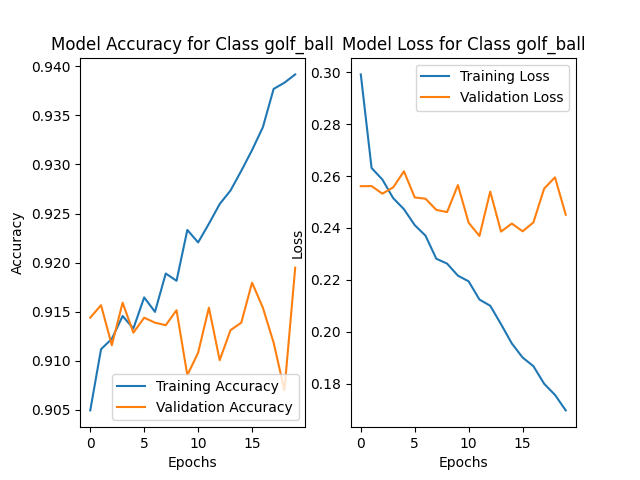 Model Accuracy for Class golf_ball
0.940
0.935
0.930
0.925
0.920
0.915
0.910
0.905
Accuracy
Training Accuracy
Validation Accuracy
0 5 10 15
Epochs
Model Loss for Class golf_ball
0.30
0.28
0.26
0.24
0.22
0.20
0.18
Loss
Training Loss
Validation Loss
0 5 10 15
Epochs